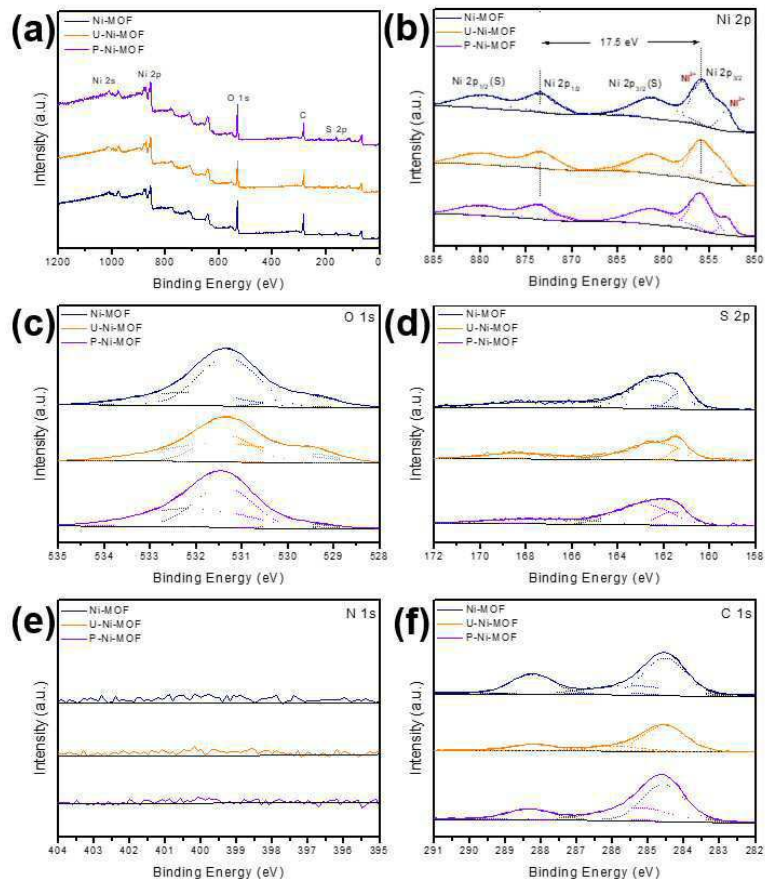 (a)
Ni-MOF
U-Ni-MOF
P-Ni-MOF
Ni 2s
Ni 2p
O 1s
C
S 2p
Intensity (a.u.)
1200 1000 800 600 400 200 0
Binding Energy (eV)
(b)
Ni-MOF
U-Ni-MOF
P-Ni-MOF
Ni 2p
17.5 eV
Ni 2p1/2 (S)
Ni 2p1/2
Ni 2p3/2 (S)
Ni 2p3/2
Intensity (a.u.)
885 880 875 870 865 860 855 850
Binding Energy (eV)
(c)
Ni-MOF
U-Ni-MOF
P-Ni-MOF
O 1s
Intensity (a.u.)
535 534 533 532 531 530 529 528
Binding Energy (eV)
(d)
Ni-MOF
U-Ni-MOF
P-Ni-MOF
S 2p
Intensity (a.u.)
172 170 168 166 164 162 160 158
Binding Energy (eV)
(e)
Ni-MOF
U-Ni-MOF
P-Ni-MOF
N 1s
Intensity (a.u.)
404 403 402 401 400 399 398 397 396 395
Binding Energy (eV)
(f)
Ni-MOF
U-Ni-MOF
P-Ni-MOF
C 1s
Intensity (a.u.)
291 290 289 288 287 286 285 284 283 282
Binding Energy (eV)